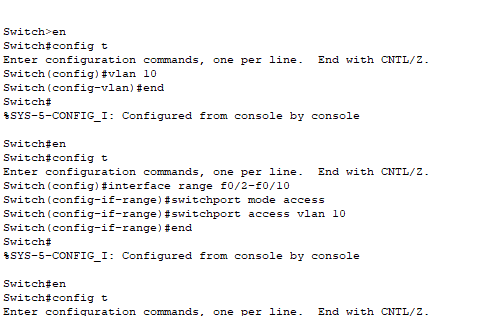 Switch>en
Switch#config t
Enter configuration commands, one per line.  End with CNTL/Z.
Switch(config)#vlan 10
Switch(config-vlan)#end
Switch#
%SYS-5-CONFIG_I: Configured from console by console

Switch#en
Switch#config t
Enter configuration commands, one per line.  End with CNTL/Z.
Switch(config)#interface range f0/2-f0/10
Switch(config-if-range)#switchport mode access
Switch(config-if-range)#switchport access vlan 10
Switch(config-if-range)#end
Switch#
%SYS-5-CONFIG_I: Configured from console by console

Switch#en
Switch#config t
Enter configuration commands, one per line.  End with CNTL/Z.